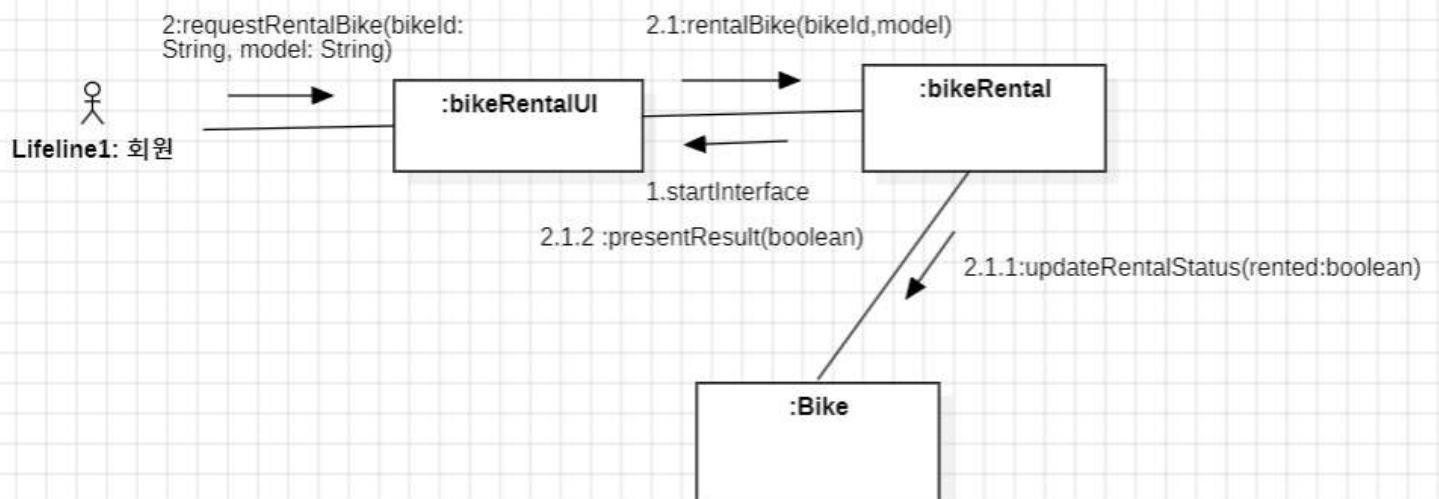 2:requestRentalBike(bikeId:
String, model: String)
2.1:rentalBike(bikeId,model)
:bikeRentalUI
:bikeRental
Lifeline1: 회원
1.startInterface
2.1.2 :presentResult(boolean)
2.1.1:updateRentalStatus(rented:boolean)
:Bike